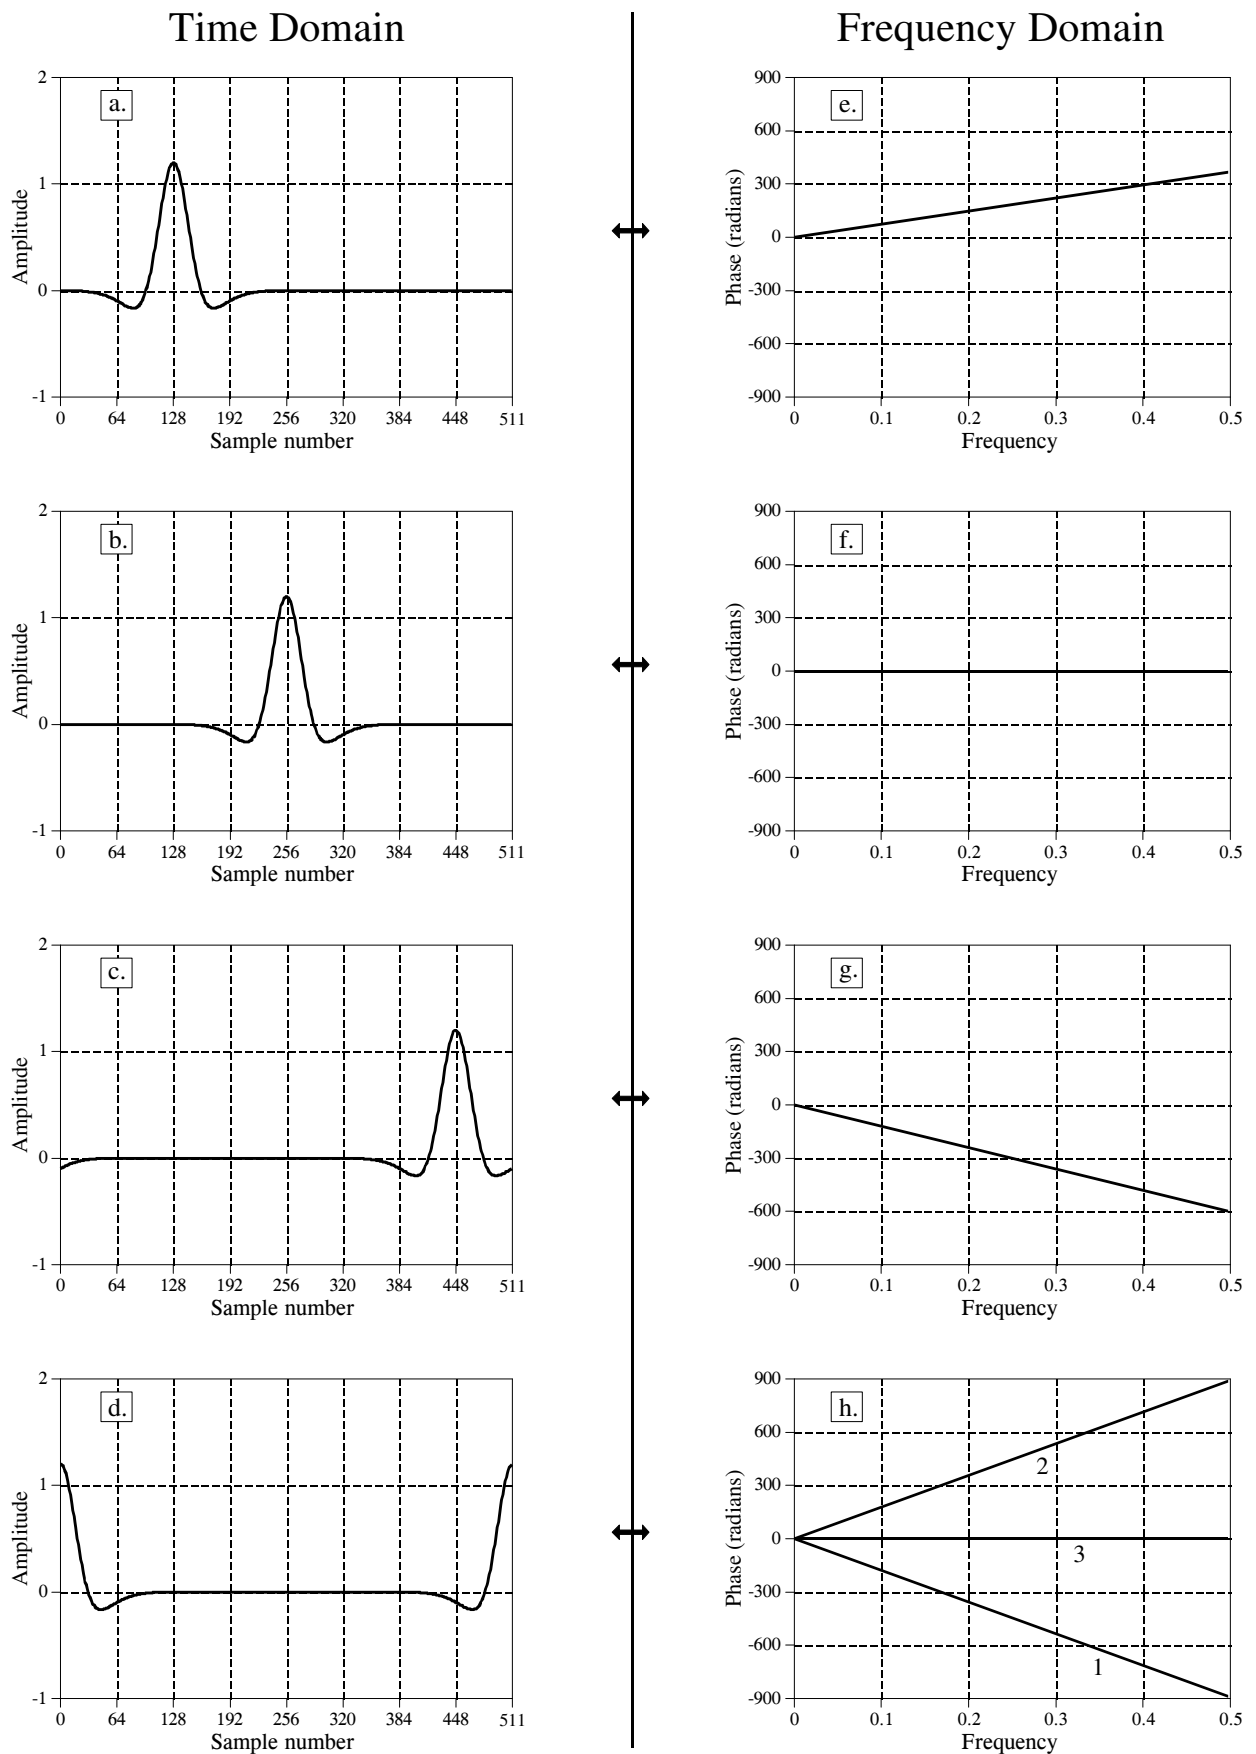 Time Domain
Frequency Domain
a.
2
1
0
-1
Amplitude
0 64 128 192 256 320 384 448 511
Sample number
e.
900
600
300
0
-300
-600
-900
Phase (radians)
0 0.1 0.2 0.3 0.4 0.5
Frequency
b.
2
1
0
-1
Amplitude
0 64 128 192 256 320 384 448 511
Sample number
f.
900
600
300
0
-300
-600
-900
Phase (radians)
0 0.1 0.2 0.3 0.4 0.5
Frequency
c.
2
1
0
-1
Amplitude
0 64 128 192 256 320 384 448 511
Sample number
g.
900
600
300
0
-300
-600
-900
Phase (radians)
0 0.1 0.2 0.3 0.4 0.5
Frequency
d.
2
1
0
-1
Amplitude
0 64 128 192 256 320 384 448 511
Sample number
h.
900
600
300
0
-300
-600
-900
Phase (radians)
2
3
1
0 0.1 0.2 0.3 0.4 0.5
Frequency